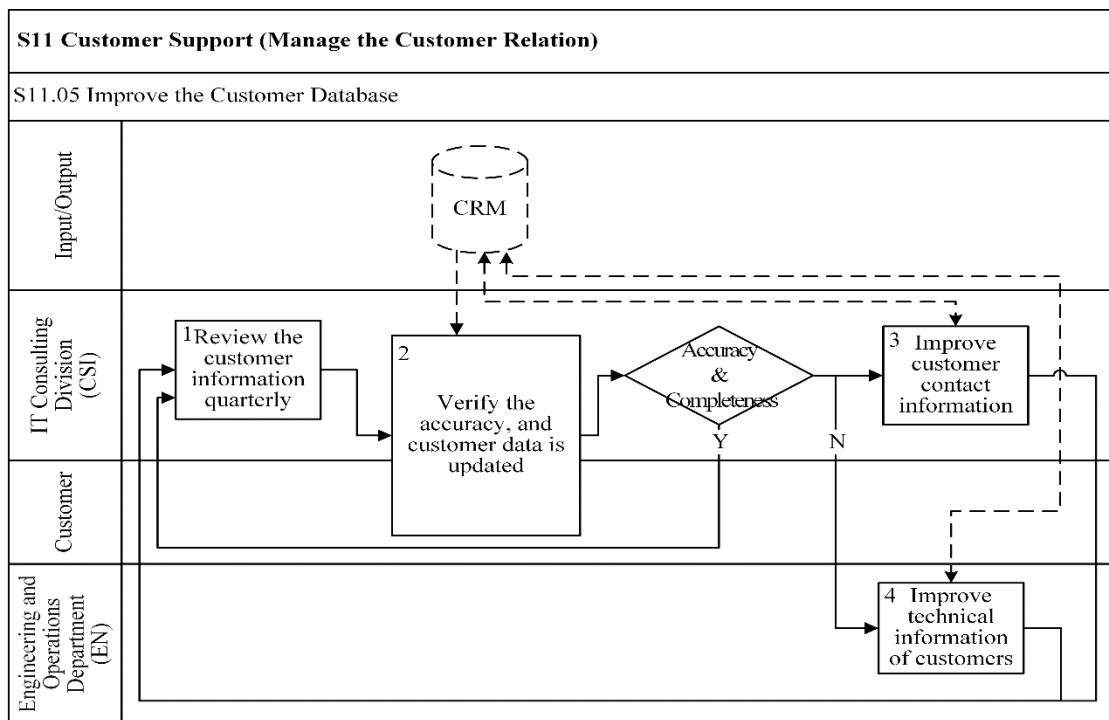 S11 Customer Support (Manage the Customer Relation)
S11.05 Improve the Customer Database
Input/Output
CRM
IT Consulting
Division
(CSI)
1
Review the
customer
information
quarterly
2
Verify the
accuracy, and
customer data is
updated
Accuracy
&
Completeness
Y
N
3
Improve
customer
contact
information
Customer
Engineering and
Operations
Department
(EN)
4
Improve
technical
information
of customers